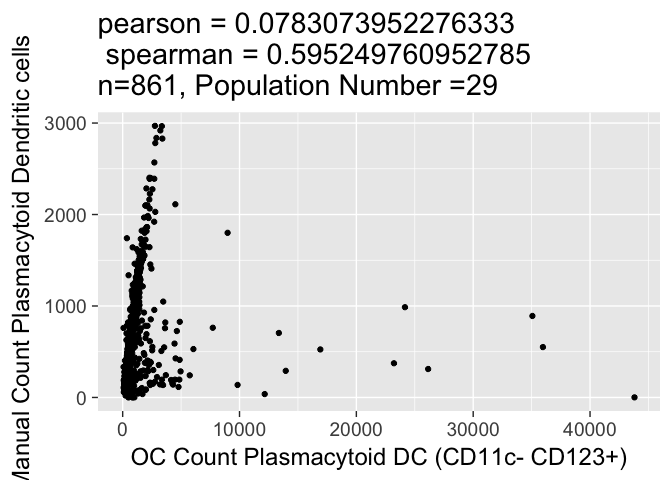 pearson = 0.0783073952276333
spearman = 0.595249760952785
n=861, Population Number =29
Manual Count Plasmacytoid Dendritic cells
3000
2000
1000
0
0 10000 20000 30000 40000
OC Count Plasmacytoid DC (CD11c- CD123+)